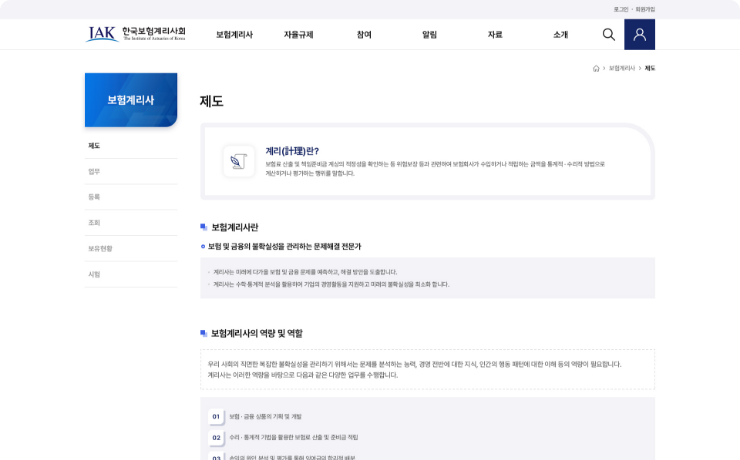 로그인 · 회원가입
IAK 한국보험계리사회
The Institute of Actuaries of Korea
보험계리사 자율규제 참여 알림 자료 소개
보험계리사 > 제도
보험계리사
제도
업무
등록
조회
보유현황
시험
제도
계리(計理)란?
보험료 산출 및 책임준비금 계상의 적정성을 확인하는 등 위험보장 등과 관련하여 보험회사가 수입하거나 적립하는 금액을 통계적·수리적 방법으로
계산하거나 평가하는 행위를 말합니다.
보험계리사란
보험 및 금융의 불확실성을 관리하는 문제해결 전문가
· 계리사는 미래에 다가올 보험 및 금융 문제를 예측하고, 해결 방안을 도출합니다.
· 계리사는 수학·통계적 분석을 활용하여 기업의 경영활동을 지원하고 미래의 불확실성을 최소화 합니다.
보험계리사의 역량 및 역할
우리 사회의 직면한 복잡한 불확실성을 관리하기 위해서는 문제를 분석하는 능력, 경영 전반에 대한 지식, 인간의 행동 패턴에 대한 이해 등의 역량이 필요합니다.
계리사는 이러한 역량을 바탕으로 다음과 같은 다양한 업무를 수행합니다.
01 보험·금융 상품의 기획 및 개발
02 수리·통계적 기법을 활용한 보험료 산출 및 준비금 적립
03